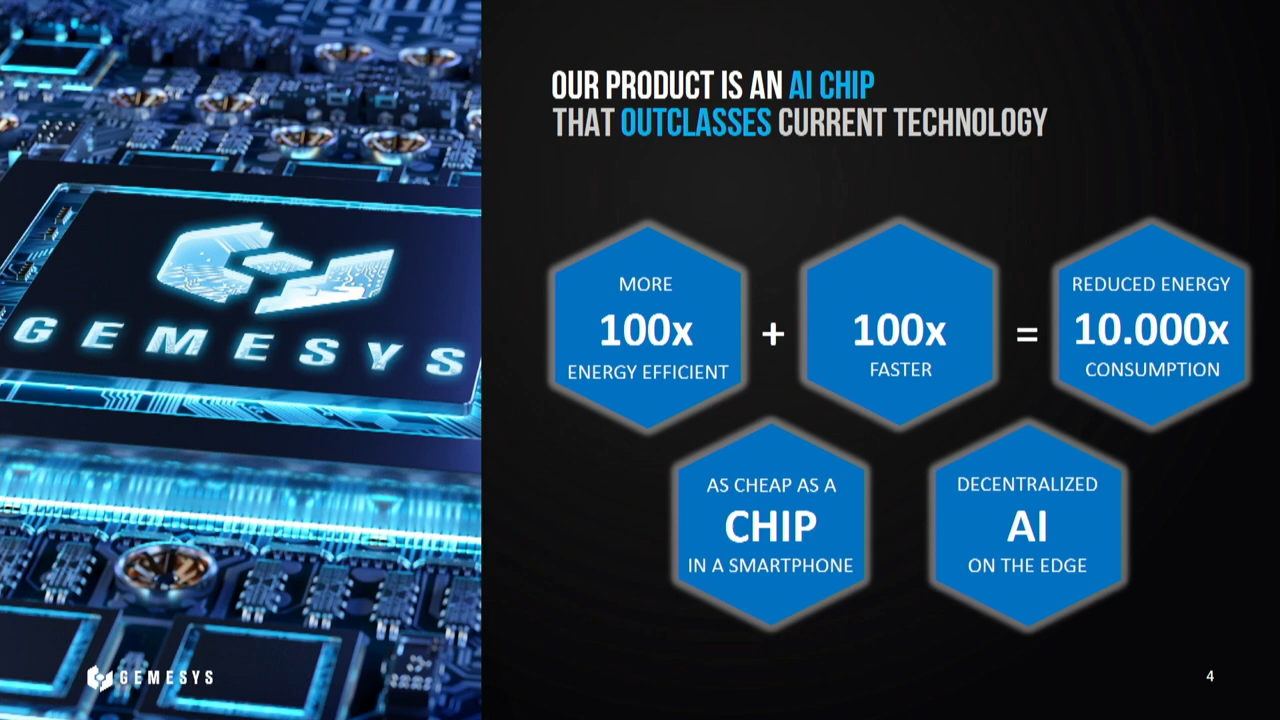 OUR PRODUCT IS AN AI CHIP
THAT OUTCLASSES CURRENT TECHNOLOGY
GEMESYS
MORE
100x
ENERGY EFFICIENT
+
100x
FASTER
=
REDUCED ENERGY
10.000x
CONSUMPTION
AS CHEAP AS A
CHIP
IN A SMARTPHONE
DECENTRALIZED
AI
ON THE EDGE
GEMESYS
4